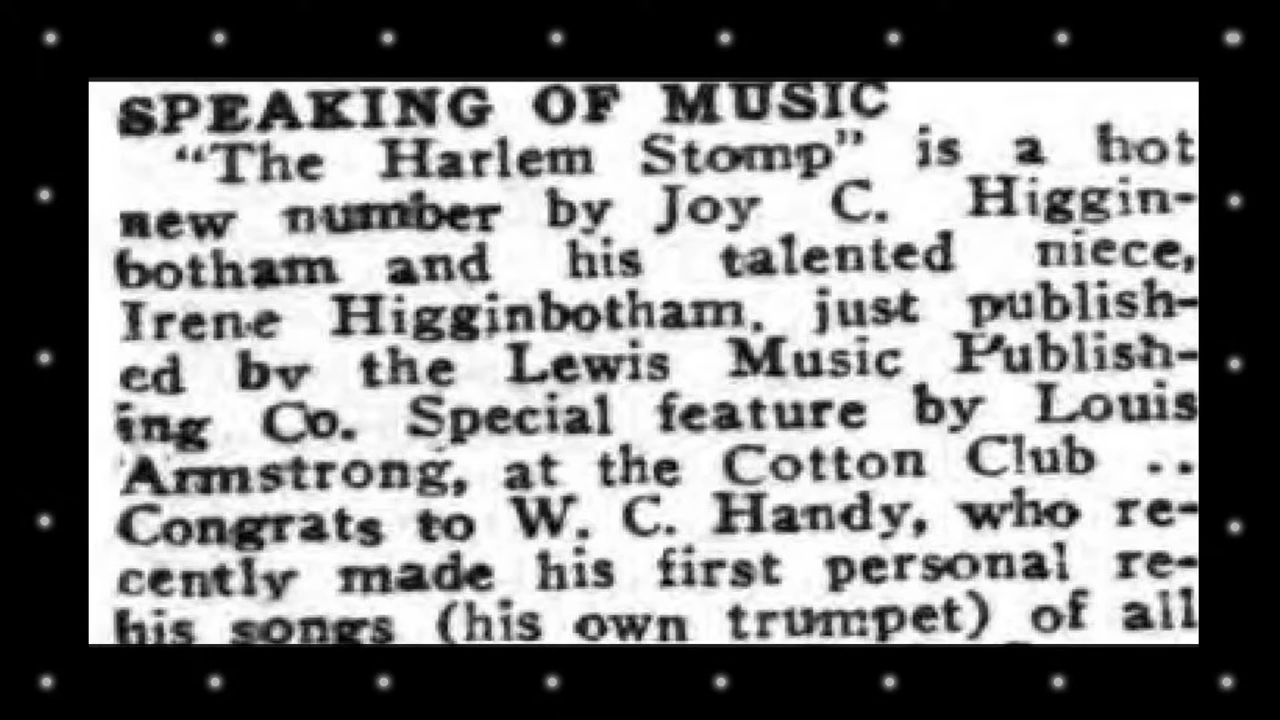 SPEAKING OF MUSIC
“The Harlem Stomp” is a hot
new number by Joy C. Higgin-
botham and his talented niece,
Irene Higginbotham, just publish-
ed by the Lewis Music Publish-
ing Co. Special feature by Louis
Armstrong, at the Cotton Club ..
Congrats to W. C. Handy, who re-
cently made his first personal re-
his songs (his own trumpet) of all